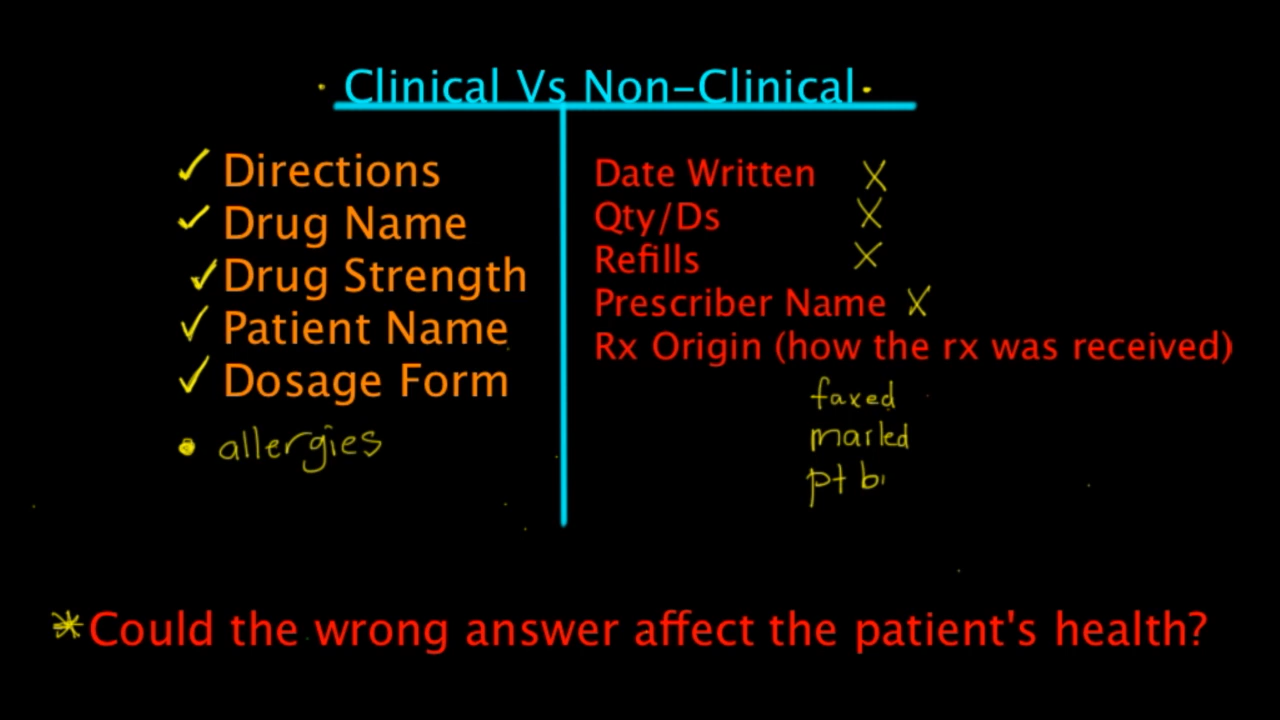 Clinical Vs Non-Clinical
Directions
Drug Name
Drug Strength
Patient Name
Dosage Form
allergies
Date Written X
Qty/Ds X
Refills X
Prescriber Name X
Rx Origin (how the rx was received)
faxed
mailed
pt
*Could the wrong answer affect the patient's health?